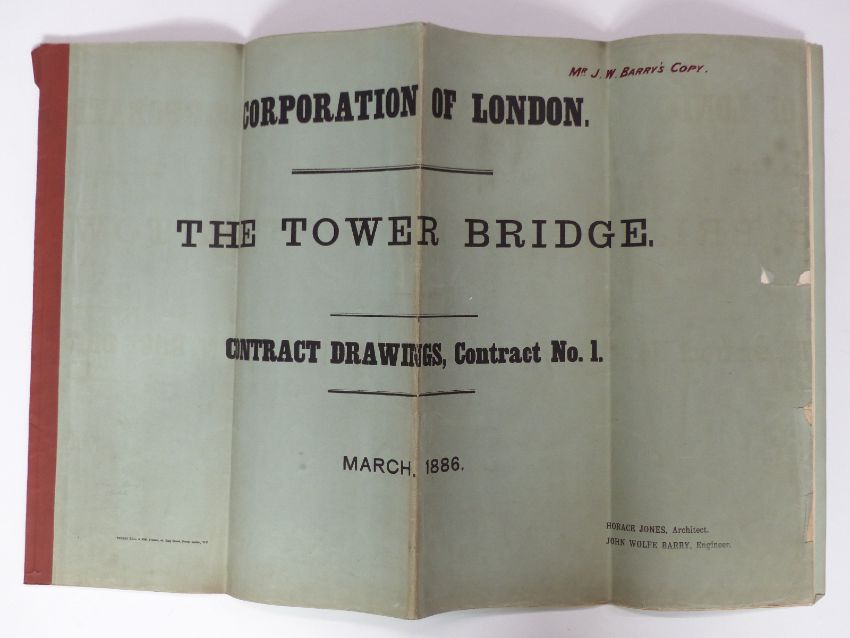 MR. J. W. BARRY'S COPY.
CORPORATION OF LONDON.
THE TOWER BRIDGE.
CONTRACT DRAWINGS, Contract No. 1.
MARCH, 1886.
HORACE JONES, Architect.
JOHN WOLFE BARRY, Engineer.